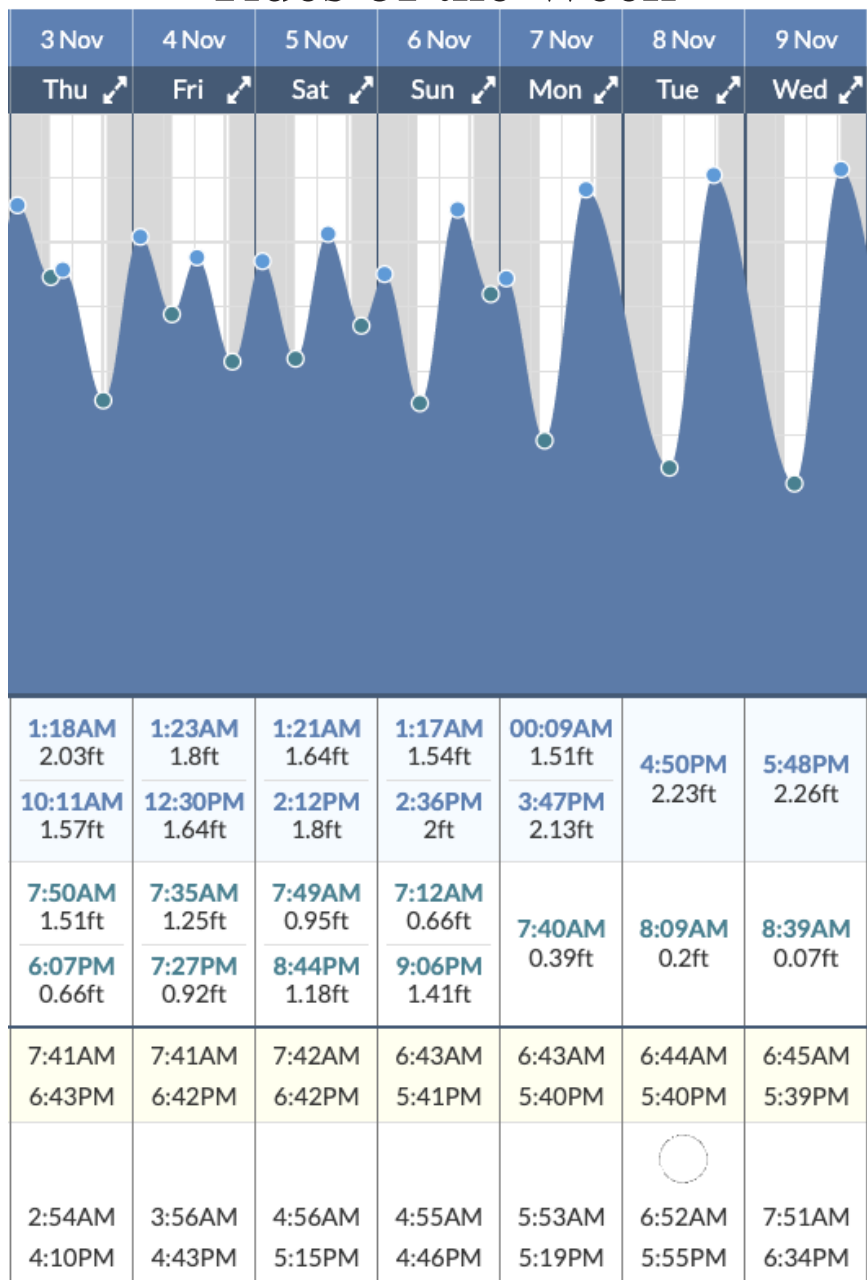 3 Nov 4 Nov 5 Nov 6 Nov 7 Nov 8 Nov 9 Nov
Thu Fri Sat Sun Mon Tue Wed
1:18AM 1:23AM 1:21AM 1:17AM 00:09AM
2.03ft 1.8ft 1.64ft 1.54ft 1.51ft
4:50PM 5:48PM
2.23ft 2.26ft
10:11AM 12:30PM 2:12PM 2:36PM 3:47PM
1.57ft 1.64ft 1.8ft 2ft 2.13ft
7:50AM 7:35AM 7:49AM 7:12AM
1.51ft 1.25ft 0.95ft 0.66ft
7:40AM 8:09AM 8:39AM
0.39ft 0.2ft 0.07ft
6:07PM 7:27PM 8:44PM 9:06PM
0.66ft 0.92ft 1.18ft 1.41ft
7:41AM 7:41AM 7:42AM 6:43AM 6:43AM 6:44AM 6:45AM
6:43PM 6:42PM 6:42PM 5:41PM 5:40PM 5:40PM 5:39PM
2:54AM 3:56AM 4:56AM 4:55AM 5:53AM 6:52AM 7:51AM
4:10PM 4:43PM 5:15PM 4:46PM 5:19PM 5:55PM 6:34PM